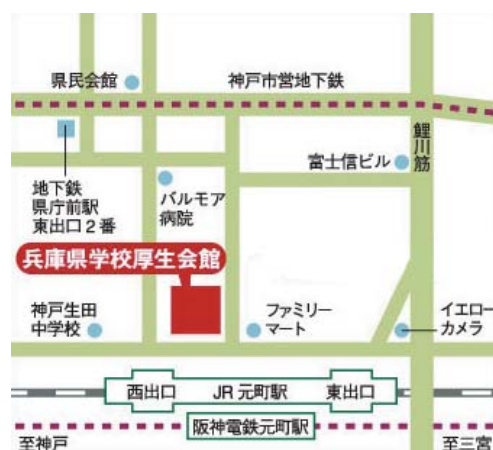 県民会館
神戸市営地下鉄
鯉川筋
富士信ビル
地下鉄
県庁前駅
東出口2番
バルモア
病院
兵庫県学校厚生会館
神戸生田
中学校
ファミリー
マート
イエロー
カメラ
西出口
JR 元町駅
東出口
阪神電鉄元町駅
至神戸
至三宮